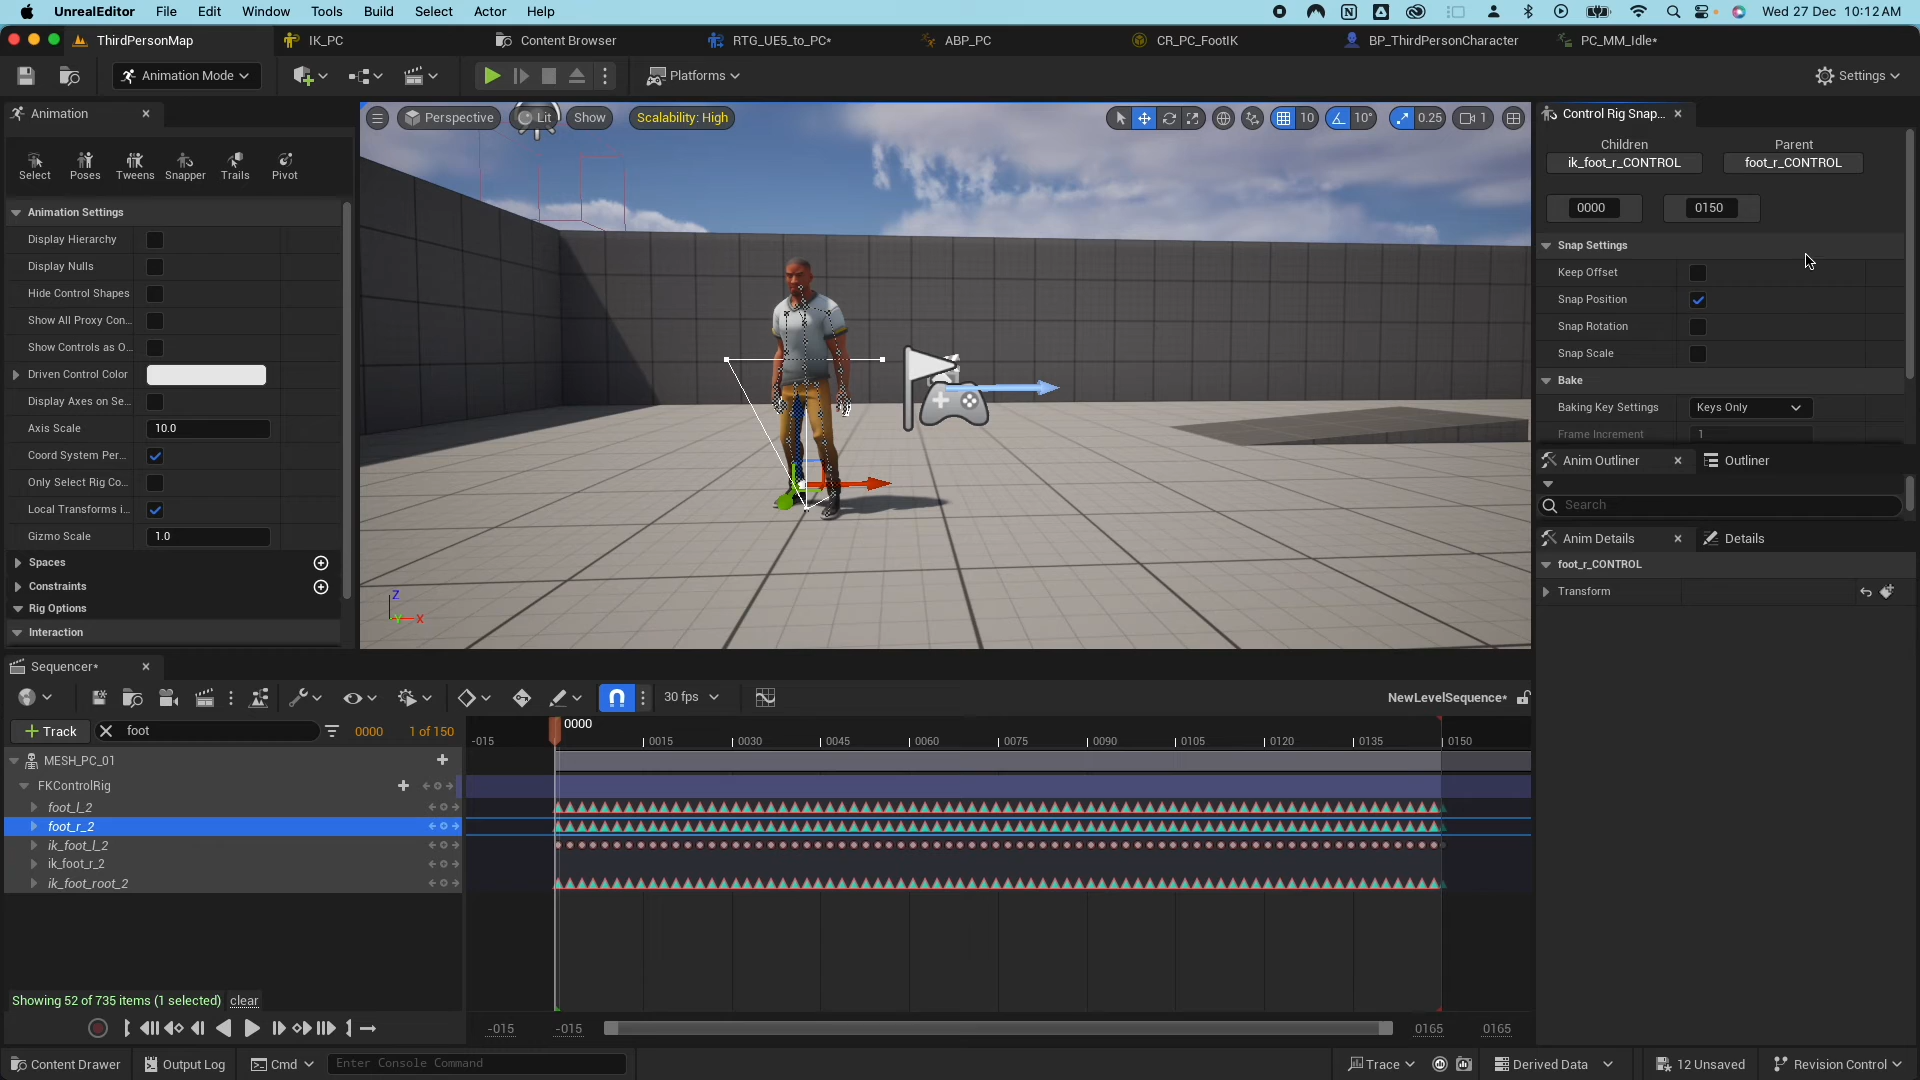 UnrealEditor File Edit Window Tools Build Select Actor Help
Wed 27 Dec 10:12 AM
ThirdPersonMap
IK_PC
Content Browser
RTG_UE5_to_PC*
ABP_PC
CR_PC_FootIK
BP_ThirdPersonCharacter
PC_MM_Idle*
Animation Mode
Platforms
Settings
Animation
Select Poses Tweens Snapper Trails Pivot
Animation Settings
Display Hierarchy
Display Nulls
Hide Control Shapes
Show All Proxy Con...
Show Controls as O...
Driven Control Color
Display Axes on Se...
Axis Scale 10.0
Coord System Per...
Only Select Rig Co...
Local Transforms i...
Gizmo Scale 1.0
Spaces
Constraints
Rig Options
Interaction
Perspective Lit Show Scalability: High
10 10° 0.25 1
Z
Y X
Control Rig Snap...
Children Parent
ik_foot_r_CONTROL foot_r_CONTROL
0000 0150
Snap Settings
Keep Offset
Snap Position
Snap Rotation
Snap Scale
Bake
Baking Key Settings Keys Only
Frame Increment 1
Anim Outliner Outliner
Search
Anim Details Details
foot_r_CONTROL
Transform
Sequencer*
30 fps
NewLevelSequence*
Track foot 0000 1 of 150
0000
-015 0015 0030 0045 0060 0075 0090 0105 0120 0135 0150
MESH_PC_01
FKControlRig
foot_l_2
foot_r_2
ik_foot_l_2
ik_foot_r_2
ik_foot_root_2
Showing 52 of 735 items (1 selected) clear
-015 -015 0165 0165
Content Drawer Output Log Cmd Enter Console Command
Trace Derived Data 12 Unsaved Revision Control